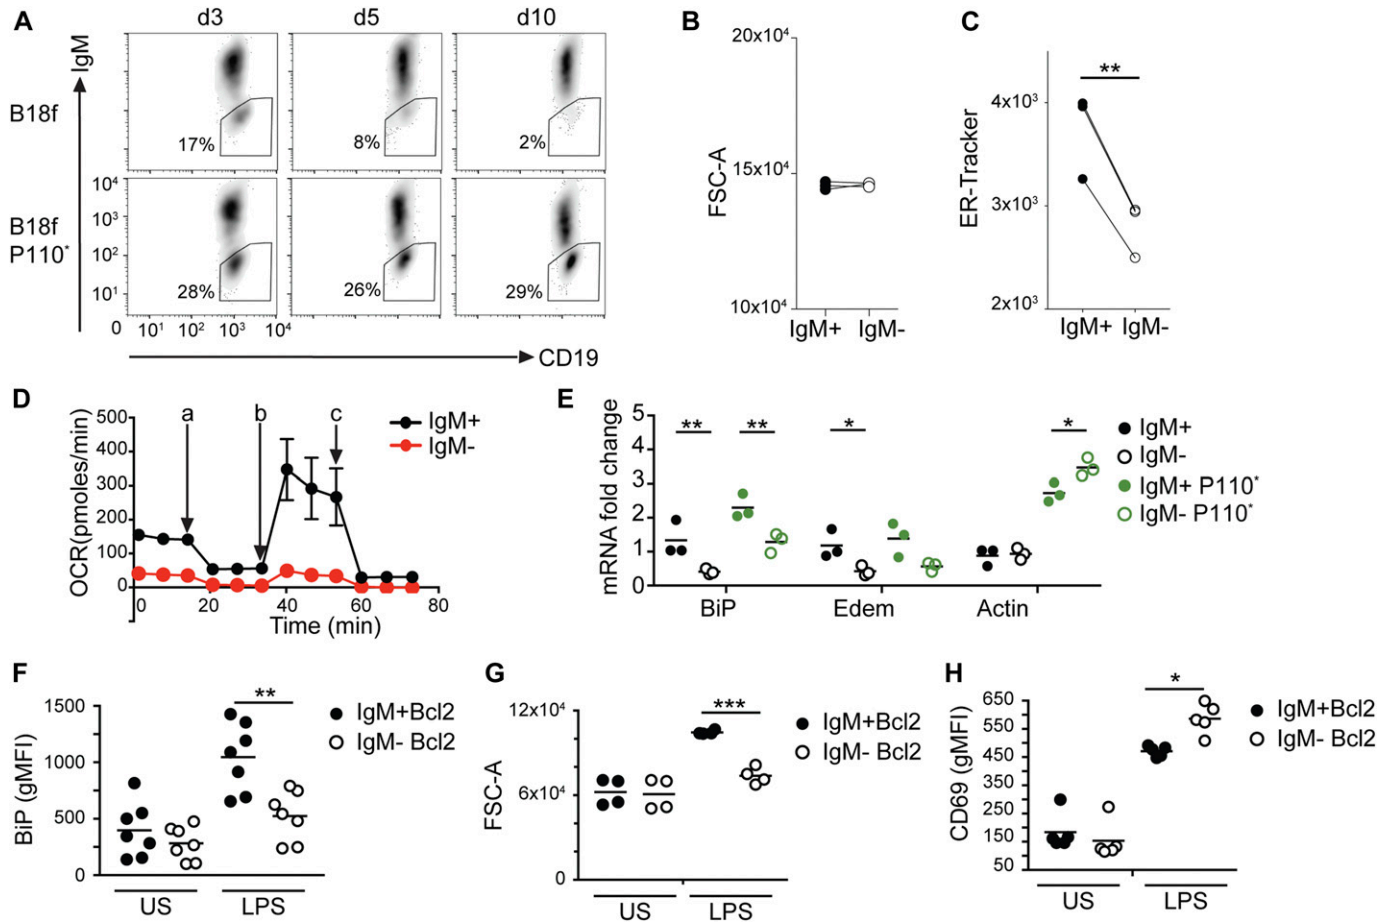 A
d3
d5
d10
IgM
B18f
17%
8%
2%
B18f
P110*
10⁴
10³
10²
10¹
28%
26%
29%
0 10¹ 10² 10³ 10⁴
CD19
B
20x10⁴
15x10⁴
10x10⁴
FSC-A
IgM+ IgM-
C
**
4x10³
3x10³
2x10³
ER-Tracker
IgM+ IgM-
D
OCR(pmoles/min)
500
400
300
200
100
0
a
b
c
IgM+
IgM-
0 20 40 60 80
Time (min)
E
mRNA fold change
5
4
3
2
1
0
** ** * *
IgM+
IgM-
IgM+ P110*
IgM- P110*
BiP Edem Actin
F
BiP (gMFI)
1500
1000
500
0
**
IgM+Bcl2
IgM- Bcl2
US LPS
G
FSC-A
12x10⁴
6x10⁴
0
***
IgM+Bcl2
IgM- Bcl2
US LPS
H
CD69 (gMFI)
650
550
450
350
250
150
50
*
IgM+Bcl2
IgM- Bcl2
US LPS